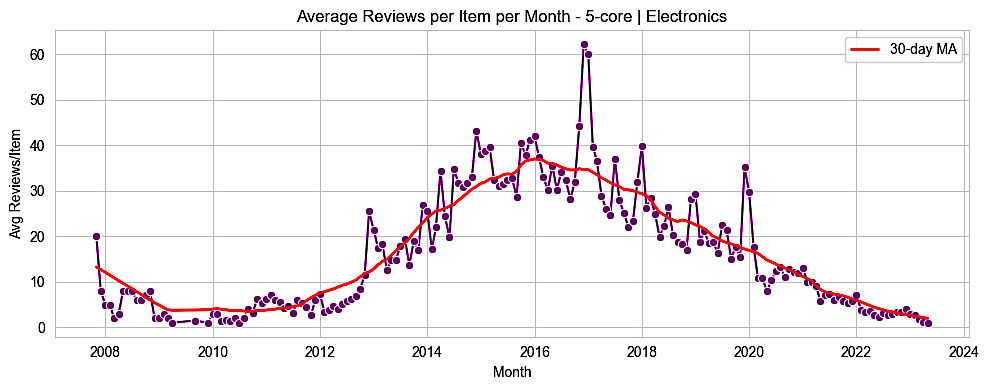 Average Reviews per Item per Month - 5-core | Electronics
30-day MA
Avg Reviews/Item
60
50
40
30
20
10
0
2008 2010 2012 2014 2016 2018 2020 2022 2024
Month